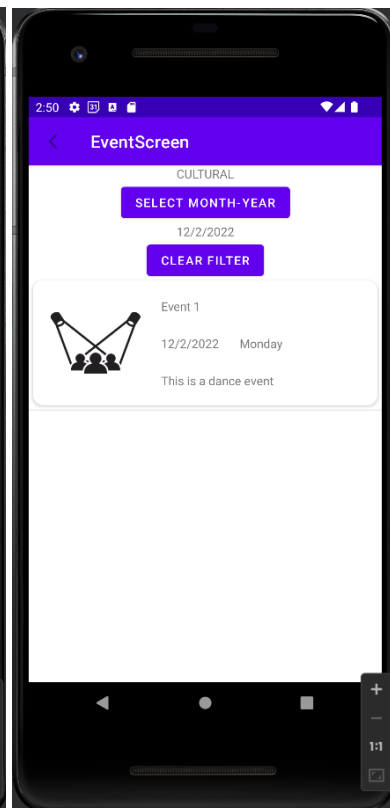 2:50
EventScreen
CULTURAL
SELECT MONTH-YEAR
12/2/2022
CLEAR FILTER
Event 1
12/2/2022 Monday
This is a dance event
1:1